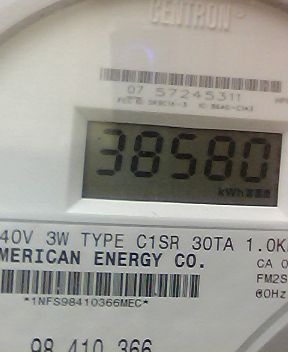 CENTRON®
07 57245311
38580
kWh
40V 3W TYPE C1SR 30TA 1.0K
MERICAN ENERGY CO.
CA 0
FM2S
60Hz
*1NFS98410366MEC*
98 410 366